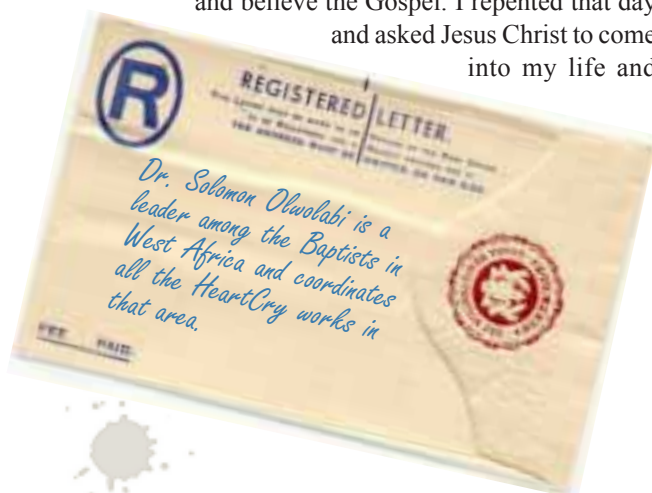 and believe the Gospel. I repented that day
and asked Jesus Christ to come
into my life and
R
REGISTERED LETTER.
Dr. Solomon Olwolabi is a
leader among the Baptists in
West Africa and coordinates
all the HeartCry works in
that area.
FEE PAID.